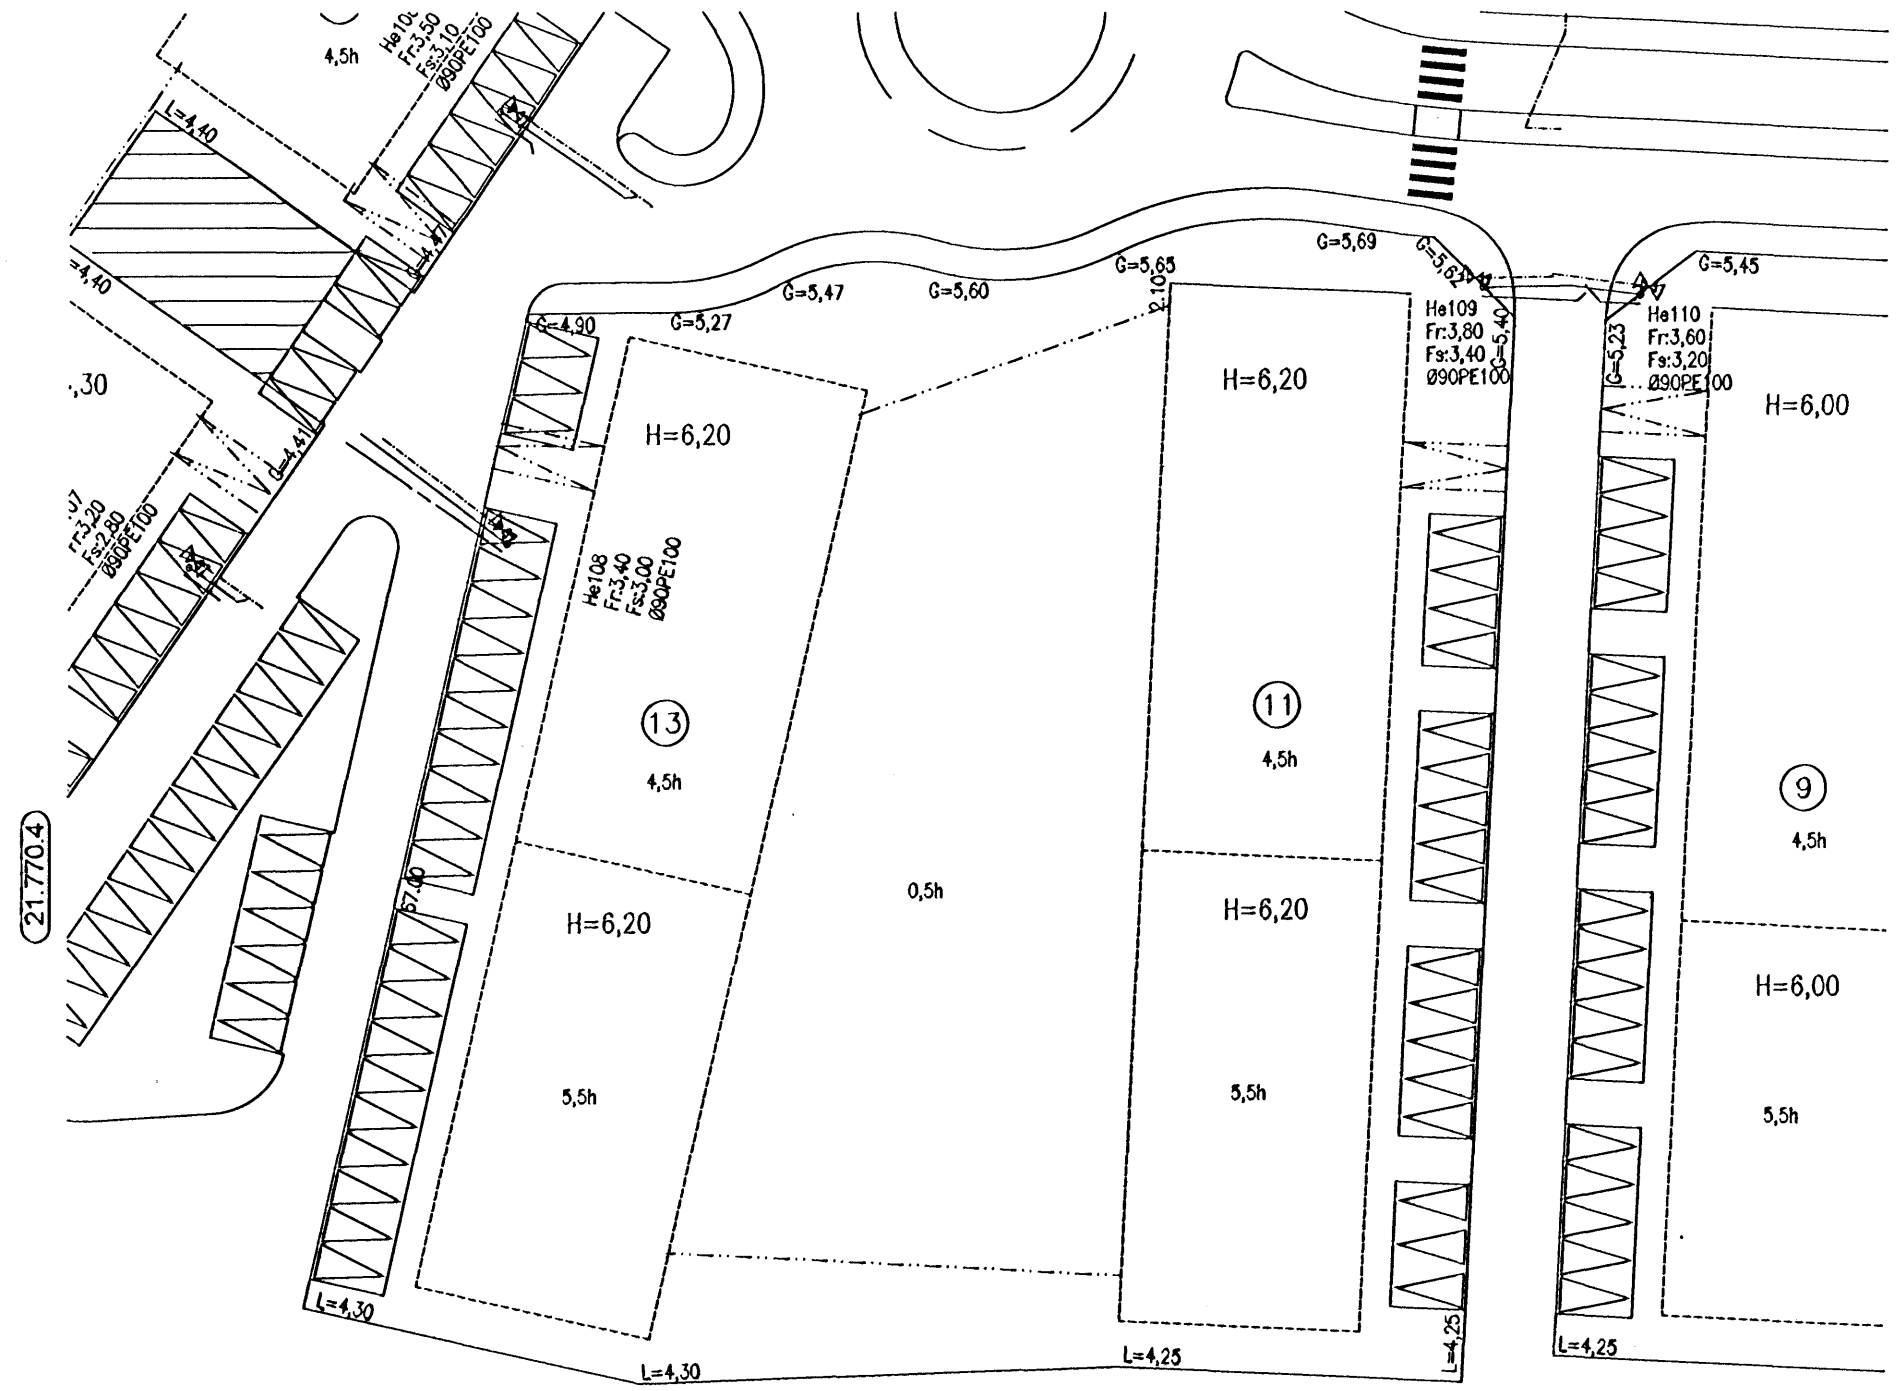 He10
Fr:3,50
Fs:3,10
Ø90PE100
4,5h
L=4,40
=4,40
G=4,47
,30
G=4,41
07
Fr:3,20
Fs:2,80
Ø90PE100
G=4,90
G=5,27
G=5,47
G=5,60
G=5,65
2.10
G=5,69
G=5,62
G=5,45
He109
Fr:3,80
Fs:3,40
Ø90PE100
G=5,40
G=5,23
He110
Fr:3,60
Fs:3,20
Ø90PE100
H=6,20
H=6,20
H=6,00
He108
Fr:3,40
Fs:3,00
Ø90PE100
13
4,5h
11
4,5h
9
4,5h
21.770.4
67.00
0,5h
H=6,20
H=6,20
H=6,00
5,5h
5,5h
5,5h
L=4,30
L=4,30
L=4,25
L=4,25
L=4,25